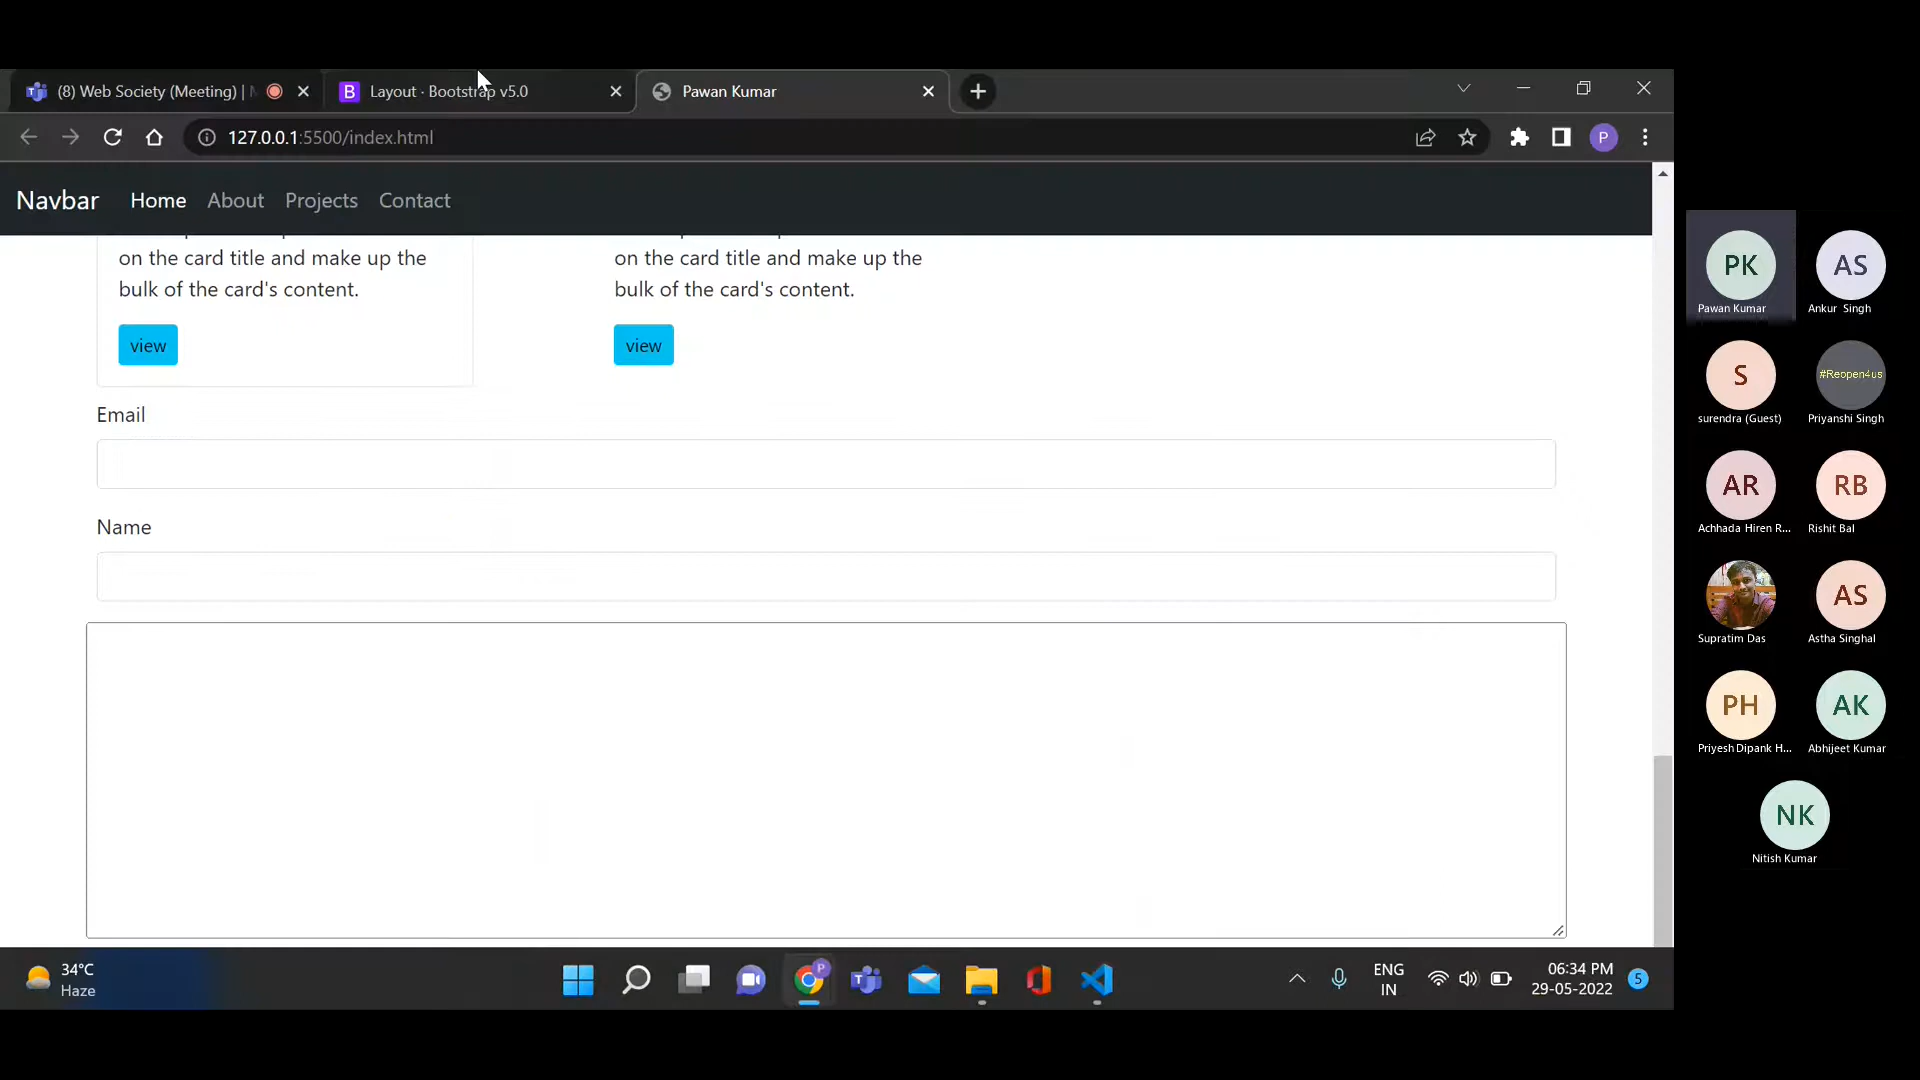 (8) Web Society (Meeting) |
Layout · Bootstrap v5.0
Pawan Kumar
127.0.0.1:5500/index.html
P
Navbar
Home
About
Projects
Contact
on the card title and make up the
bulk of the card's content.
view
on the card title and make up the
bulk of the card's content.
view
Email
Name
PK
Pawan Kumar
AS
Ankur Singh
S
surendra (Guest)
#Reopen4us
Priyanshi Singh
AR
Achhada Hiren R...
RB
Rishit Bal
Supratim Das
AS
Astha Singhal
PH
Priyesh Dipank H...
AK
Abhijeet Kumar
NK
Nitish Kumar
34°C
Haze
P
ENG
IN
06:34 PM
29-05-2022
5